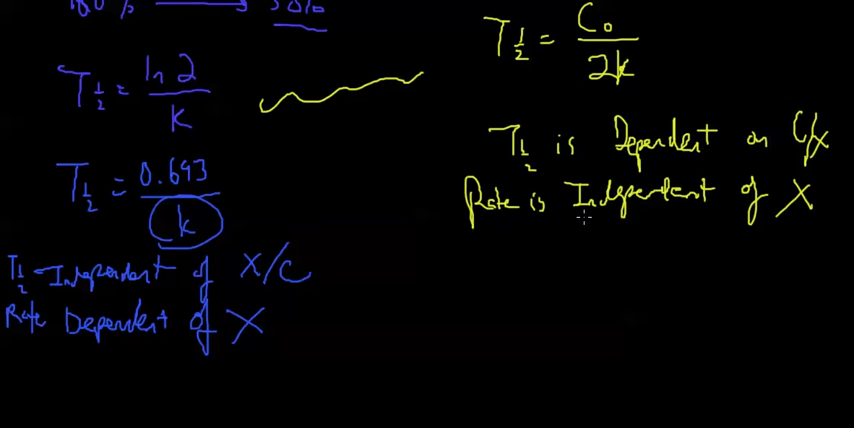 50%
T½ = ln 2 / k
T½ = 0.693 / k
T½ = Independent of X/C
Rate Dependent of X
T½ = C₀ / 2k
T½ is Dependent on C/X
Rate is Independent of X